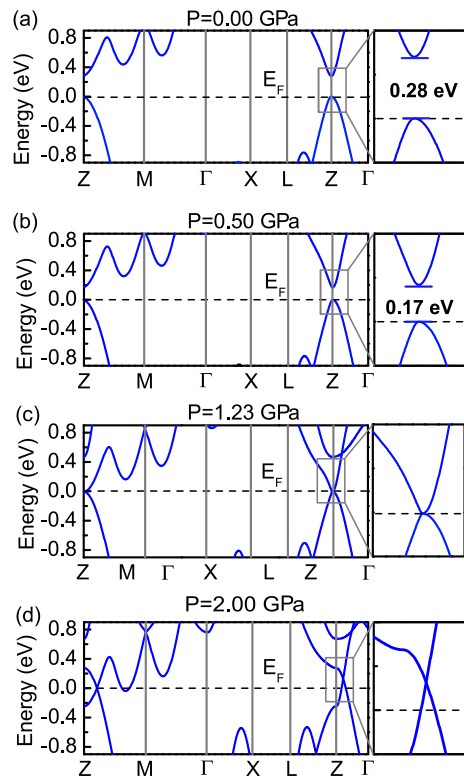 (a) P=0.00 GPa
Energy (eV)
0.8
0.4
0.0
-0.4
-0.8
E_F
0.28 eV
Z M Γ X L Z Γ
(b) P=0.50 GPa
Energy (eV)
0.8
0.4
0.0
-0.4
-0.8
E_F
0.17 eV
Z M Γ X L Z Γ
(c) P=1.23 GPa
Energy (eV)
0.8
0.4
0.0
-0.4
-0.8
E_F
Z M Γ X L Z Γ
(d) P=2.00 GPa
Energy (eV)
0.8
0.4
0.0
-0.4
-0.8
E_F
Z M Γ X L Z Γ